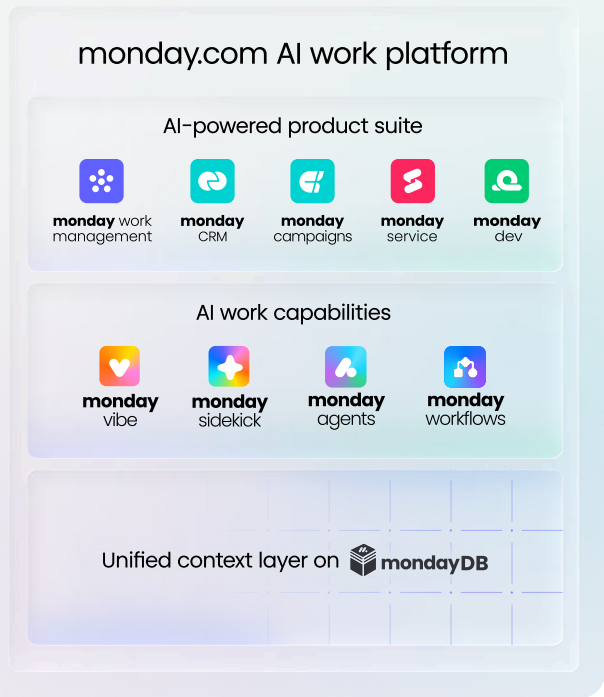 monday.com AI work platform
AI-powered product suite
monday work
management
monday
CRM
monday
campaigns
monday
service
monday
dev
AI work capabilities
monday
vibe
monday
sidekick
monday
agents
monday
workflows
Unified context layer on mondayDB